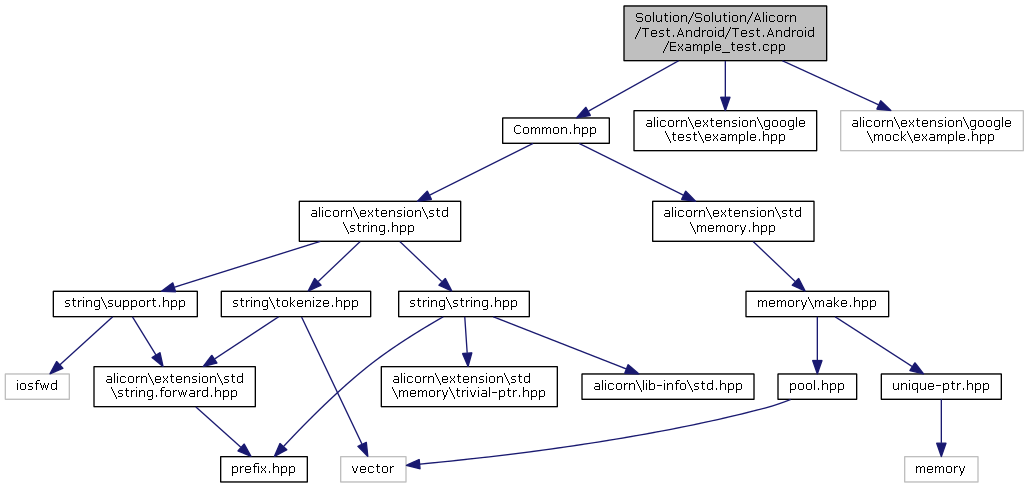 Solution/Solution/Alicorn
/Test.Android/Test.Android
/Example_test.cpp
Common.hpp
alicorn\extension\google
\test\example.hpp
alicorn\extension\google
\mock\example.hpp
alicorn\extension\std
\string.hpp
alicorn\extension\std
\memory.hpp
string\support.hpp
string\tokenize.hpp
string\string.hpp
memory\make.hpp
iosfwd
alicorn\extension\std
\string.forward.hpp
alicorn\extension\std
\memory\trivial-ptr.hpp
alicorn\lib-info\std.hpp
pool.hpp
unique-ptr.hpp
prefix.hpp
vector
memory